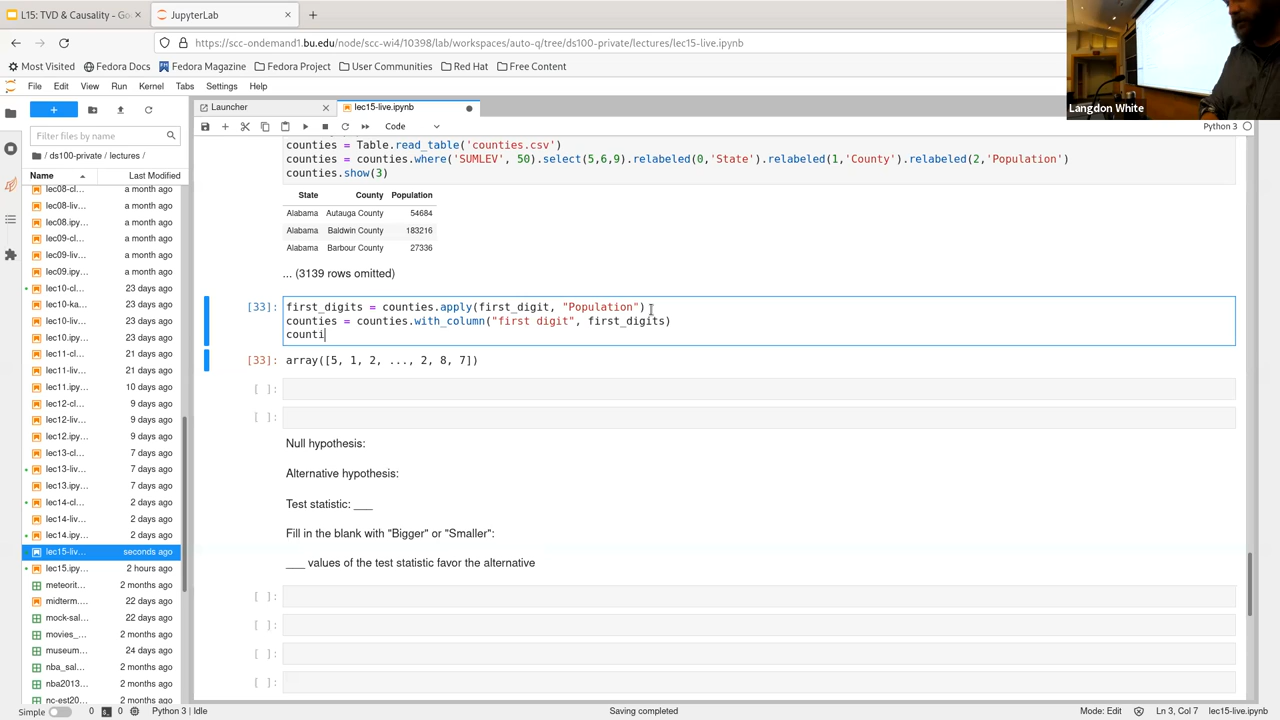 L15: TVD & Causality - Go
JupyterLab
https://scc-ondemand1.bu.edu/node/scc-wi4/10398/lab/workspaces/auto-q/tree/ds100-private/lectures/lec15-live.ipynb
Most Visited Fedora Docs Fedora Magazine Fedora Project User Communities Red Hat Free Content
Langdon White
File Edit View Run Kernel Tabs Settings Help
Launcher
lec15-live.ipynb
Code
Python 3
Filter files by name
/ ds100-private / lectures /
Name Last Modified
lec08-cl... a month ago
lec08-liv... a month ago
lec08.ipy... a month ago
lec09-cl... a month ago
lec09-liv... a month ago
lec09.ipy... a month ago
lec10-cl... 23 days ago
lec10-ka... 23 days ago
lec10-liv... 23 days ago
lec10.ipy... 23 days ago
lec11-cl... 21 days ago
lec11-liv... 21 days ago
lec11.ipy... 10 days ago
lec12-cl... 9 days ago
lec12-liv... 9 days ago
lec12.ipy... 9 days ago
lec13-cl... 7 days ago
lec13-liv... 7 days ago
lec13.ipy... 7 days ago
lec14-cl... 2 days ago
lec14-liv... 2 days ago
lec14.ipy... 2 days ago
lec15-liv... seconds ago
lec15.ipy... 2 hours ago
meteorit... 2 months ago
midterm.... 22 days ago
mock-sal... 22 days ago
movies_... 2 months ago
museum... 24 days ago
nba_sal... 2 months ago
nba2013... 2 months ago
nc-est20... 2 months ago
counties = Table.read_table('counties.csv')
counties = counties.where('SUMLEV', 50).select(5,6,9).relabeled(0,'State').relabeled(1,'County').relabeled(2,'Population')
counties.show(3)
State County Population
Alabama Autauga County 54684
Alabama Baldwin County 183216
Alabama Barbour County 27336
... (3139 rows omitted)
[33]: first_digits = counties.apply(first_digit, "Population")
counties = counties.with_column("first digit", first_digits)
counti
[33]: array([5, 1, 2, ..., 2, 8, 7])
[ ]:
[ ]:
Null hypothesis:
Alternative hypothesis:
Test statistic: ___
Fill in the blank with "Bigger" or "Smaller":
___ values of the test statistic favor the alternative
[ ]:
[ ]:
[ ]:
[ ]:
Simple 0 1 Python 3 | Idle Saving completed Mode: Edit Ln 3, Col 7 lec15-live.ipynb